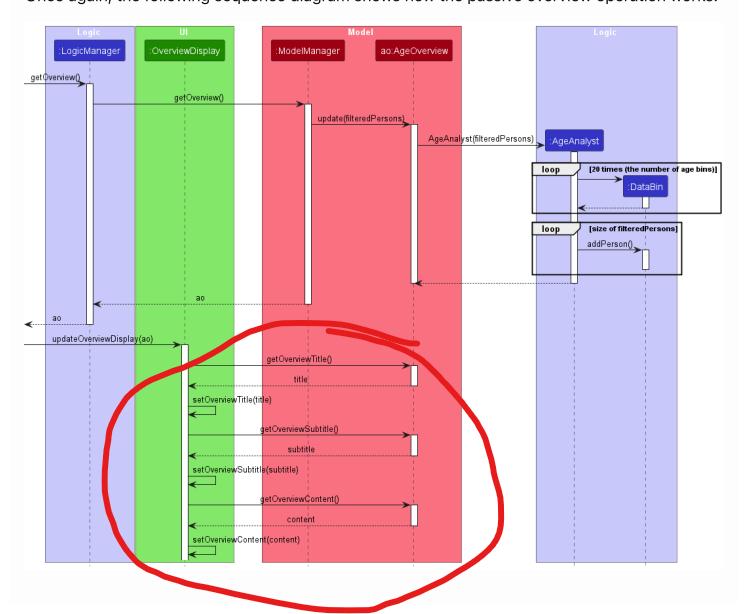 Once again, the following sequence diagram shows how the passive overview operation works.
Logic
UI
Model
Logic
:LogicManager
:OverviewDisplay
:ModelManager
ao:AgeOverview
getOverview()
getOverview()
update(filteredPersons)
AgeAnalyst(filteredPersons)
:AgeAnalyst
loop
[20 times (the number of age bins)]
:DataBin
loop
[size of filteredPersons]
addPerson()
ao
ao
updateOverviewDisplay(ao)
getOverviewTitle()
title
setOverviewTitle(title)
getOverviewSubtitle()
subtitle
setOverviewSubtitle(subtitle)
getOverviewContent()
content
setOverviewContent(content)